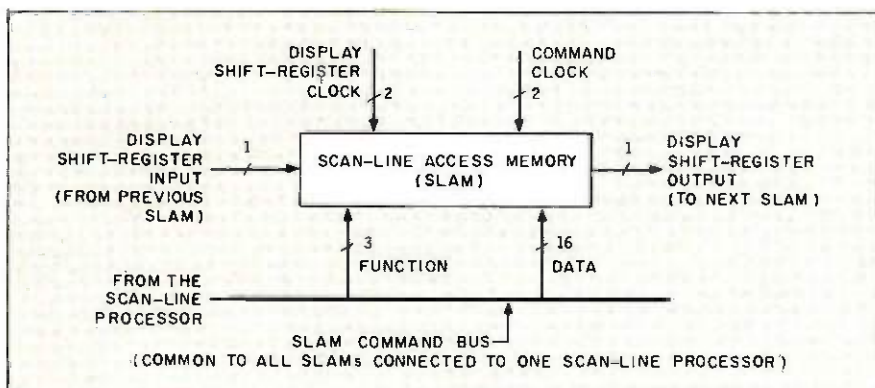 DISPLAY
SHIFT-REGISTER
CLOCK
2
COMMAND
CLOCK
2
DISPLAY
SHIFT-REGISTER
INPUT
(FROM PREVIOUS
SLAM)
1
SCAN-LINE ACCESS MEMORY
(SLAM)
1
DISPLAY
SHIFT-REGISTER
OUTPUT
(TO NEXT SLAM)
3
FUNCTION
16
DATA
FROM THE
SCAN-LINE
PROCESSOR
SLAM COMMAND BUS
(COMMON TO ALL SLAMs CONNECTED TO ONE SCAN-LINE PROCESSOR)